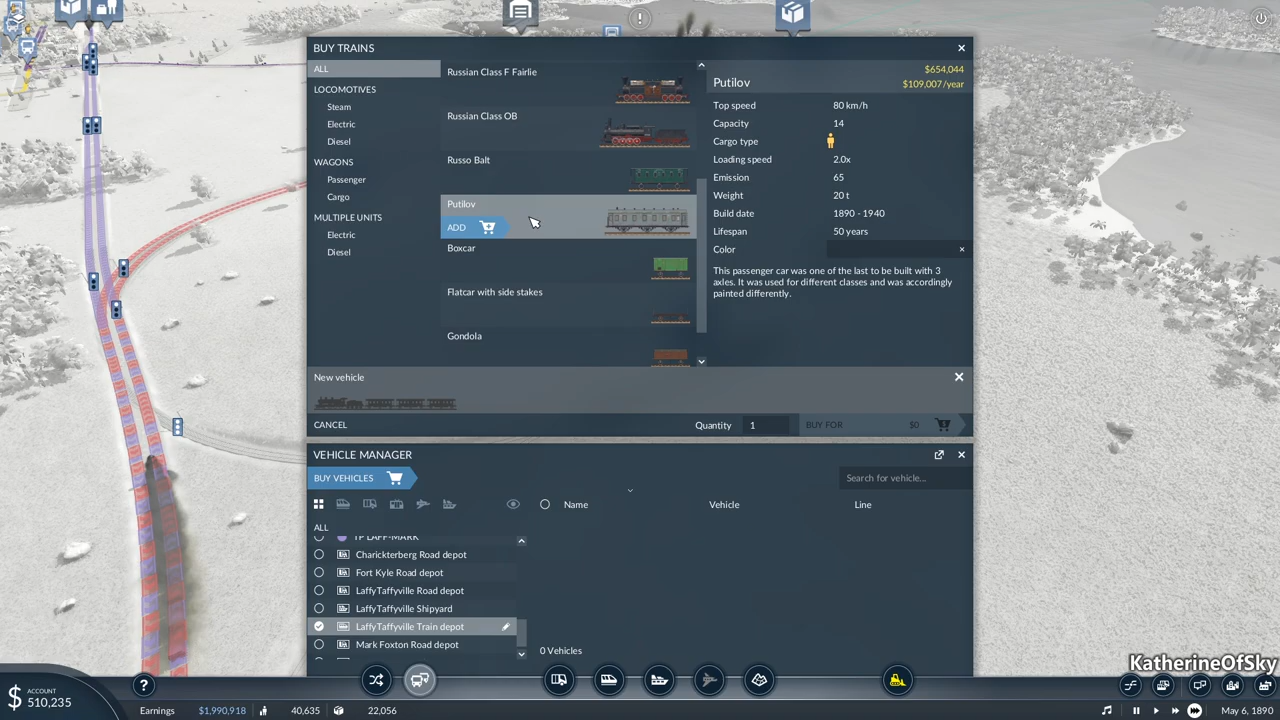 BUY TRAINS
ALL
LOCOMOTIVES
Steam
Electric
Diesel
WAGONS
Passenger
Cargo
MULTIPLE UNITS
Electric
Diesel
Russian Class F Fairlie
Russian Class OB
Russo Balt
Putilov
ADD
Boxcar
Flatcar with side stakes
Gondola
$654,044
Putilov
$109,007/year
Top speed 80 km/h
Capacity 14
Cargo type
Loading speed 2.0x
Emission 65
Weight 20 t
Build date 1890 - 1940
Lifespan 50 years
Color
This passenger car was one of the last to be built with 3
axles. It was used for different classes and was accordingly
painted differently.
New vehicle
CANCEL
Quantity 1
BUY FOR $0
VEHICLE MANAGER
BUY VEHICLES
Search for vehicle...
Name Vehicle Line
ALL
TP LAFF-MARK
Charickterberg Road depot
Fort Kyle Road depot
LaffyTaffyville Road depot
LaffyTaffyville Shipyard
LaffyTaffyville Train depot
Mark Foxton Road depot
0 Vehicles
KatherineOfSky
$ ACCOUNT
510,235
?
Earnings $1,990,918 40,635 22,056
May 6, 1890